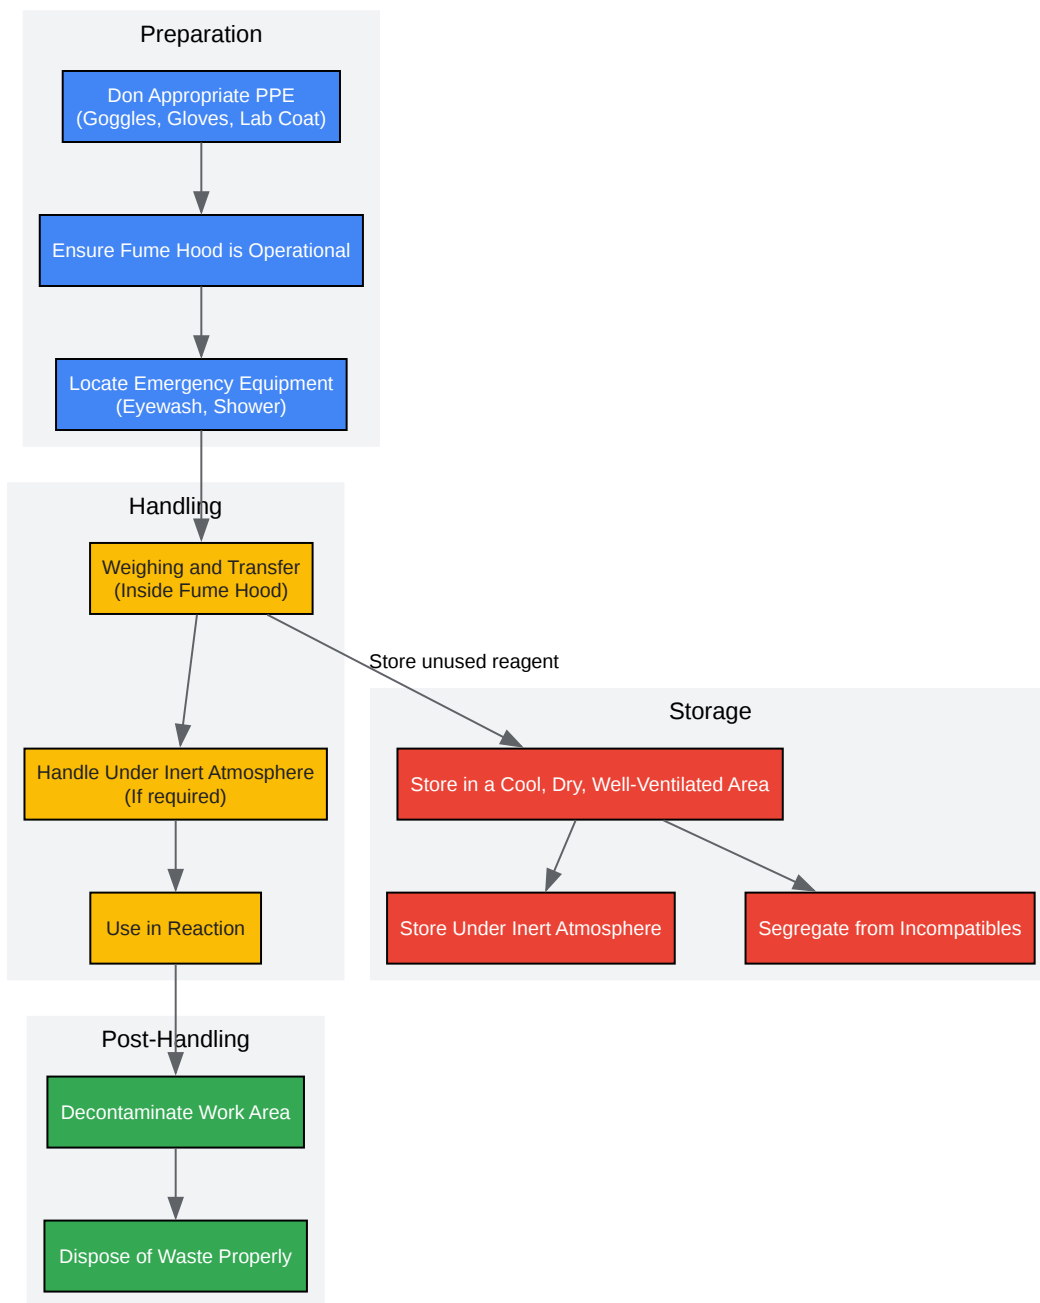 Preparation
Don Appropriate PPE
(Goggles, Gloves, Lab Coat)
Ensure Fume Hood is Operational
Locate Emergency Equipment
(Eyewash, Shower)
Handling
Weighing and Transfer
(Inside Fume Hood)
Store unused reagent
Handle Under Inert Atmosphere
(If required)
Use in Reaction
Storage
Store in a Cool, Dry, Well-Ventilated Area
Store Under Inert Atmosphere
Segregate from Incompatibles
Post-Handling
Decontaminate Work Area
Dispose of Waste Properly